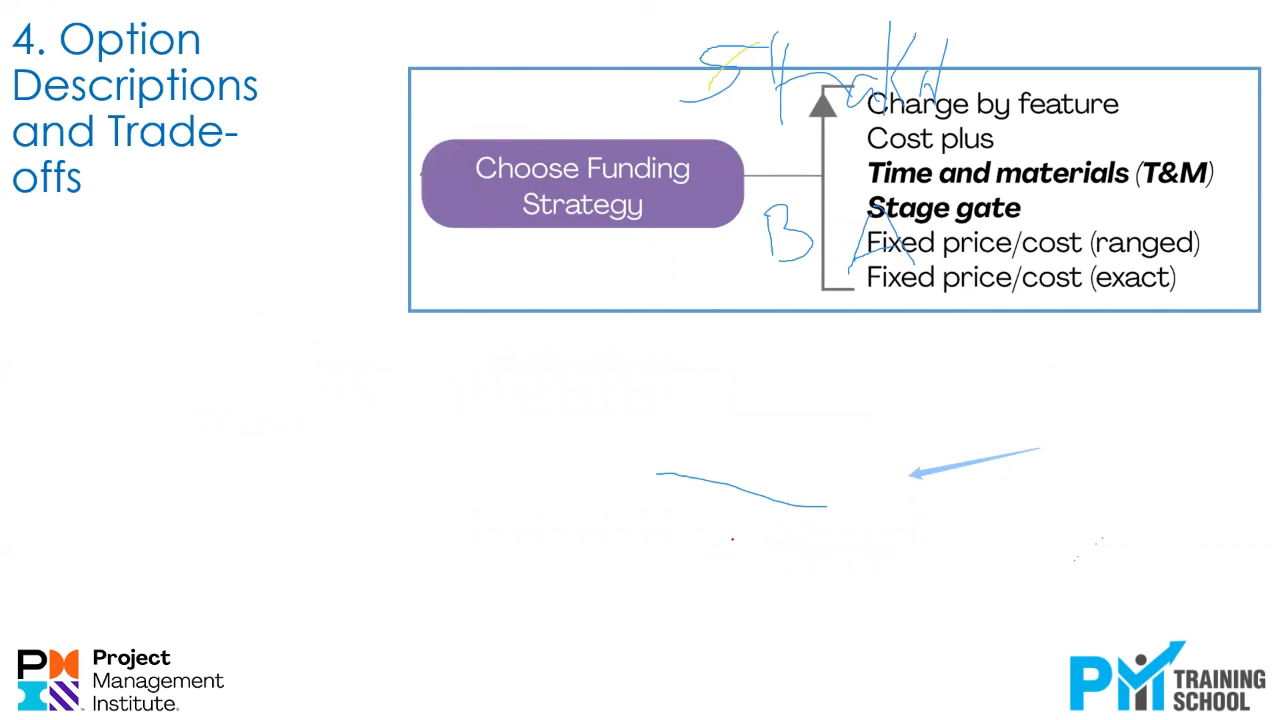 4. Option
Descriptions
and Trade-
offs
Choose Funding
Strategy
Charge by feature
Cost plus
Time and materials (T&M)
Stage gate
Fixed price/cost (ranged)
Fixed price/cost (exact)
B A
Project
Management
Institute.
PM TRAINING
SCHOOL